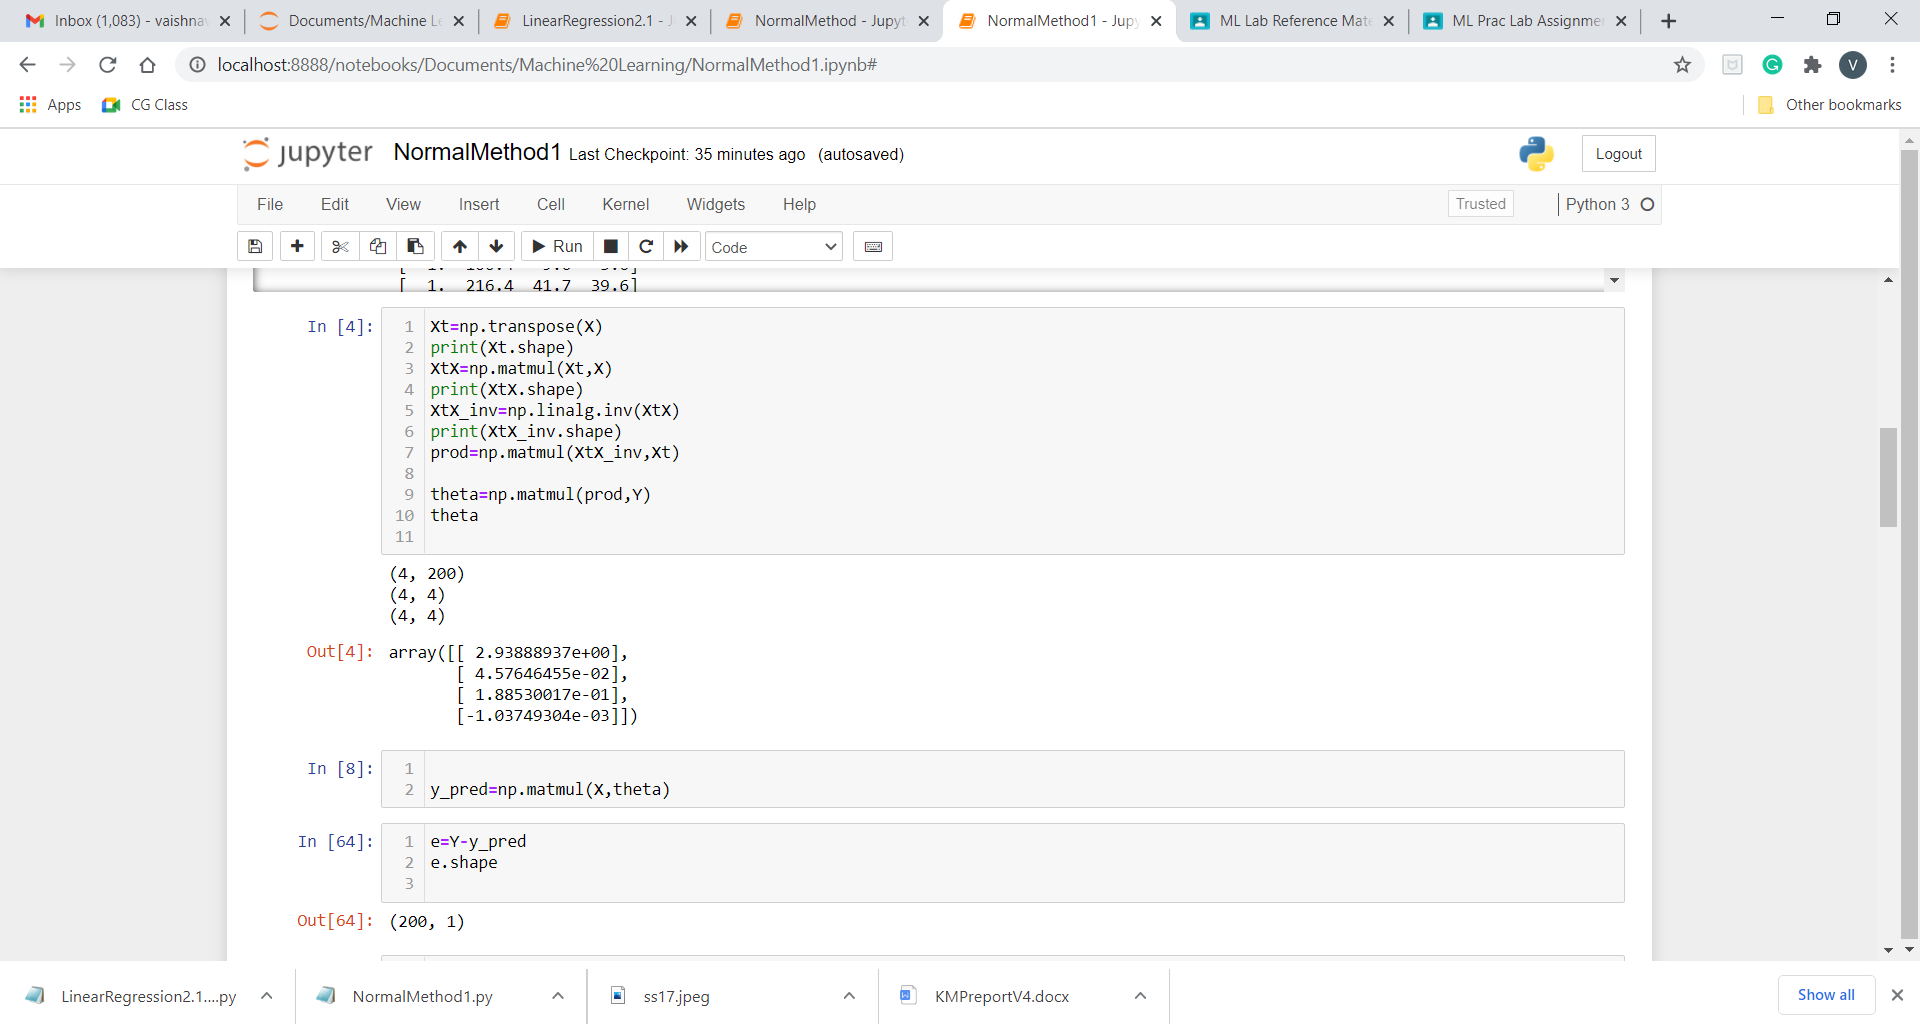 Inbox (1,083) - vaishna
Documents/Machine Le
LinearRegression2.1 - J
NormalMethod - Jupyt
NormalMethod1 - Jupy
ML Lab Reference Mate
ML Prac Lab Assignme
localhost:8888/notebooks/Documents/Machine%20Learning/NormalMethod1.ipynb#
V
Apps
CG Class
Other bookmarks
jupyter
NormalMethod1 Last Checkpoint: 35 minutes ago (autosaved)
Logout
File Edit View Insert Cell Kernel Widgets Help
Trusted
Python 3
Run
Code
[ 1. 216.4 41.7 39.6]
In [4]:
1 Xt=np.transpose(X)
2 print(Xt.shape)
3 XtX=np.matmul(Xt,X)
4 print(XtX.shape)
5 XtX_inv=np.linalg.inv(XtX)
6 print(XtX_inv.shape)
7 prod=np.matmul(XtX_inv,Xt)
8
9 theta=np.matmul(prod,Y)
10 theta
11
(4, 200)
(4, 4)
(4, 4)
Out[4]: array([[ 2.93888937e+00],
[ 4.57646455e-02],
[ 1.88530017e-01],
[-1.03749304e-03]])
In [8]:
1
2 y_pred=np.matmul(X,theta)
In [64]:
1 e=Y-y_pred
2 e.shape
3
Out[64]: (200, 1)
LinearRegression2.1....py
NormalMethod1.py
ss17.jpeg
KMPreportV4.docx
Show all